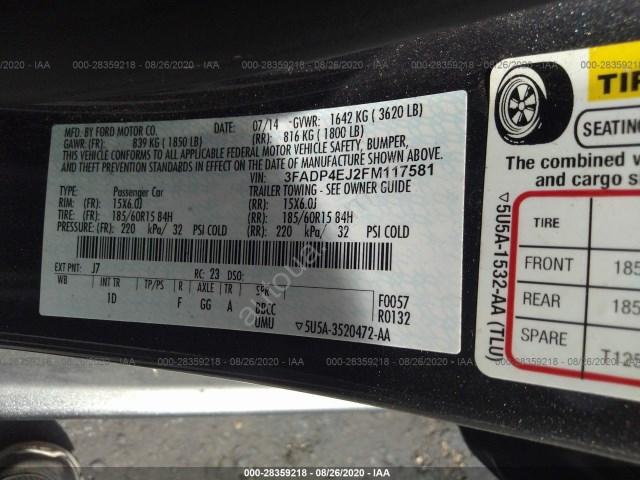 000-28359218 - 08/26/2020 - IAA
MFD. BY FORD MOTOR CO.
DATE: 07/14 GVWR: 1642 KG ( 3620 LB)
GAWR: (FR): 839 KG ( 1850 LB) (RR): 816 KG ( 1800 LB)
THIS VEHICLE CONFORMS TO ALL APPLICABLE FEDERAL MOTOR VEHICLE SAFETY, BUMPER,
AND THEFT PREVENTION STANDARDS IN EFFECT ON THE DATE OF MANUFACTURE SHOWN ABOVE.
VIN: 3FADP4EJ2FM117581
TYPE: Passenger Car TRAILER TOWING - SEE OWNER GUIDE
RIM: (FR): 15X6.0J (RR): 15X6.0J
TIRE: (FR): 185/60R15 84H (RR): 185/60R15 84H
PRESSURE: (FR): 220 kPa/ 32 PSI COLD (RR): 220 kPa/ 32 PSI COLD
EXT PNT: J7 RC: 23 DSO:
WB INT TR TP/PS R AXLE TR SPR
1D F GG A BBCC F0057
UMU R0132
▽5U5A-3520472-AA
autoua
TIR
SEATING
The combined
and cargo s
TIRE
FRONT 185
REAR 185
SPARE T125
▽5U5A-1532-AA (TLU)
000-28359218 - 08/26/2020 - IAA